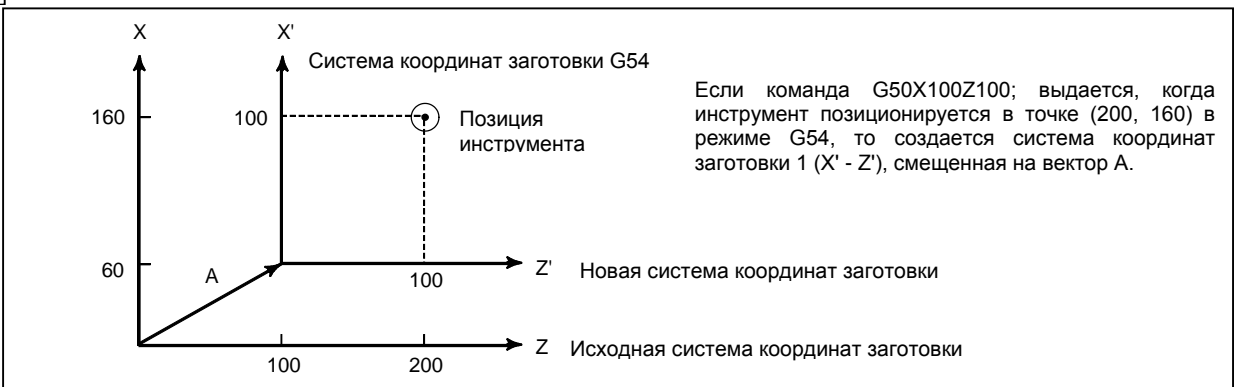 ]
X
X'
Система координат заготовки G54
Если команда G50X100Z100; выдается, когда
инструмент позиционируется в точке (200, 160) в
режиме G54, то создается система координат
заготовки 1 (X' - Z'), смещенная на вектор A.
160
100
Позиция
инструмента
60
A
100
Z'
Новая система координат заготовки
100
200
Z
Исходная система координат заготовки